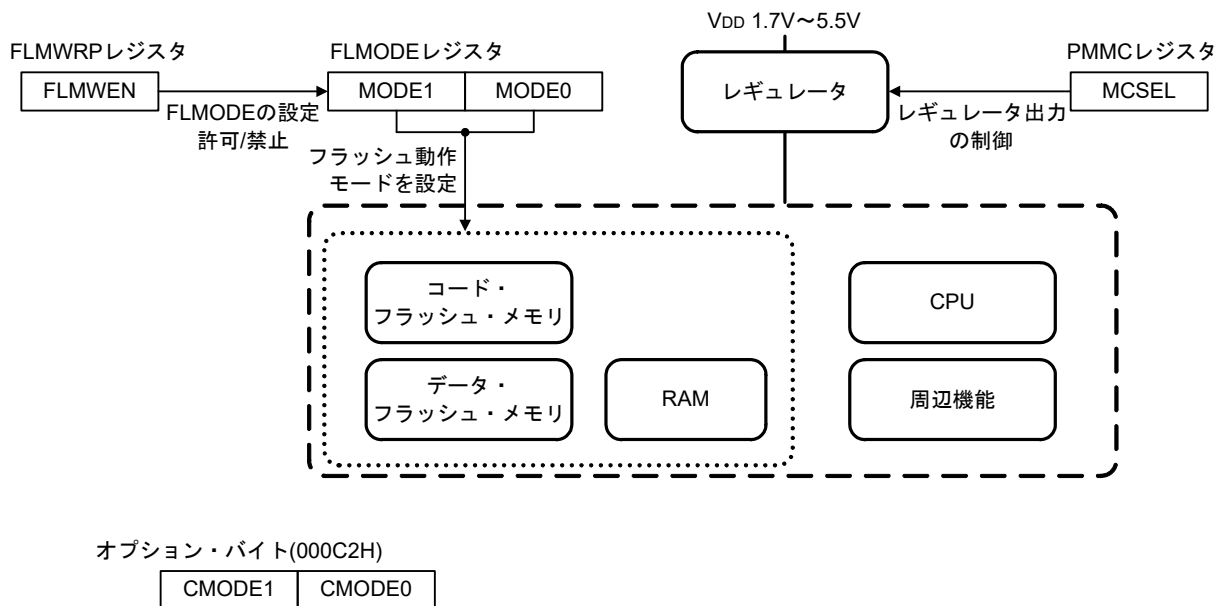 VDD 1.7V～5.5V
FLMWRPレジスタ
FLMODEレジスタ
PMMCレジスタ
FLMWEN
MODE1
MODE0
レギュレータ
MCSEL
FLMODEの設定
許可/禁止
レギュレータ出力
の制御
フラッシュ動作
モードを設定
コード・
フラッシュ・メモリ
CPU
データ・
フラッシュ・メモリ
RAM
周辺機能
オプション・バイト(000C2H)
CMODE1
CMODE0